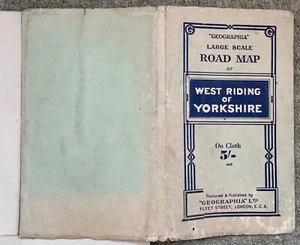 "GEOGRAPHIA"
LARGE SCALE
ROAD MAP
OF
WEST RIDING
OF
YORKSHIRE
On Cloth
5/-
Produced & Published by
"GEOGRAPHIA" LTD
FLEET STREET, LONDON, E.C.4.